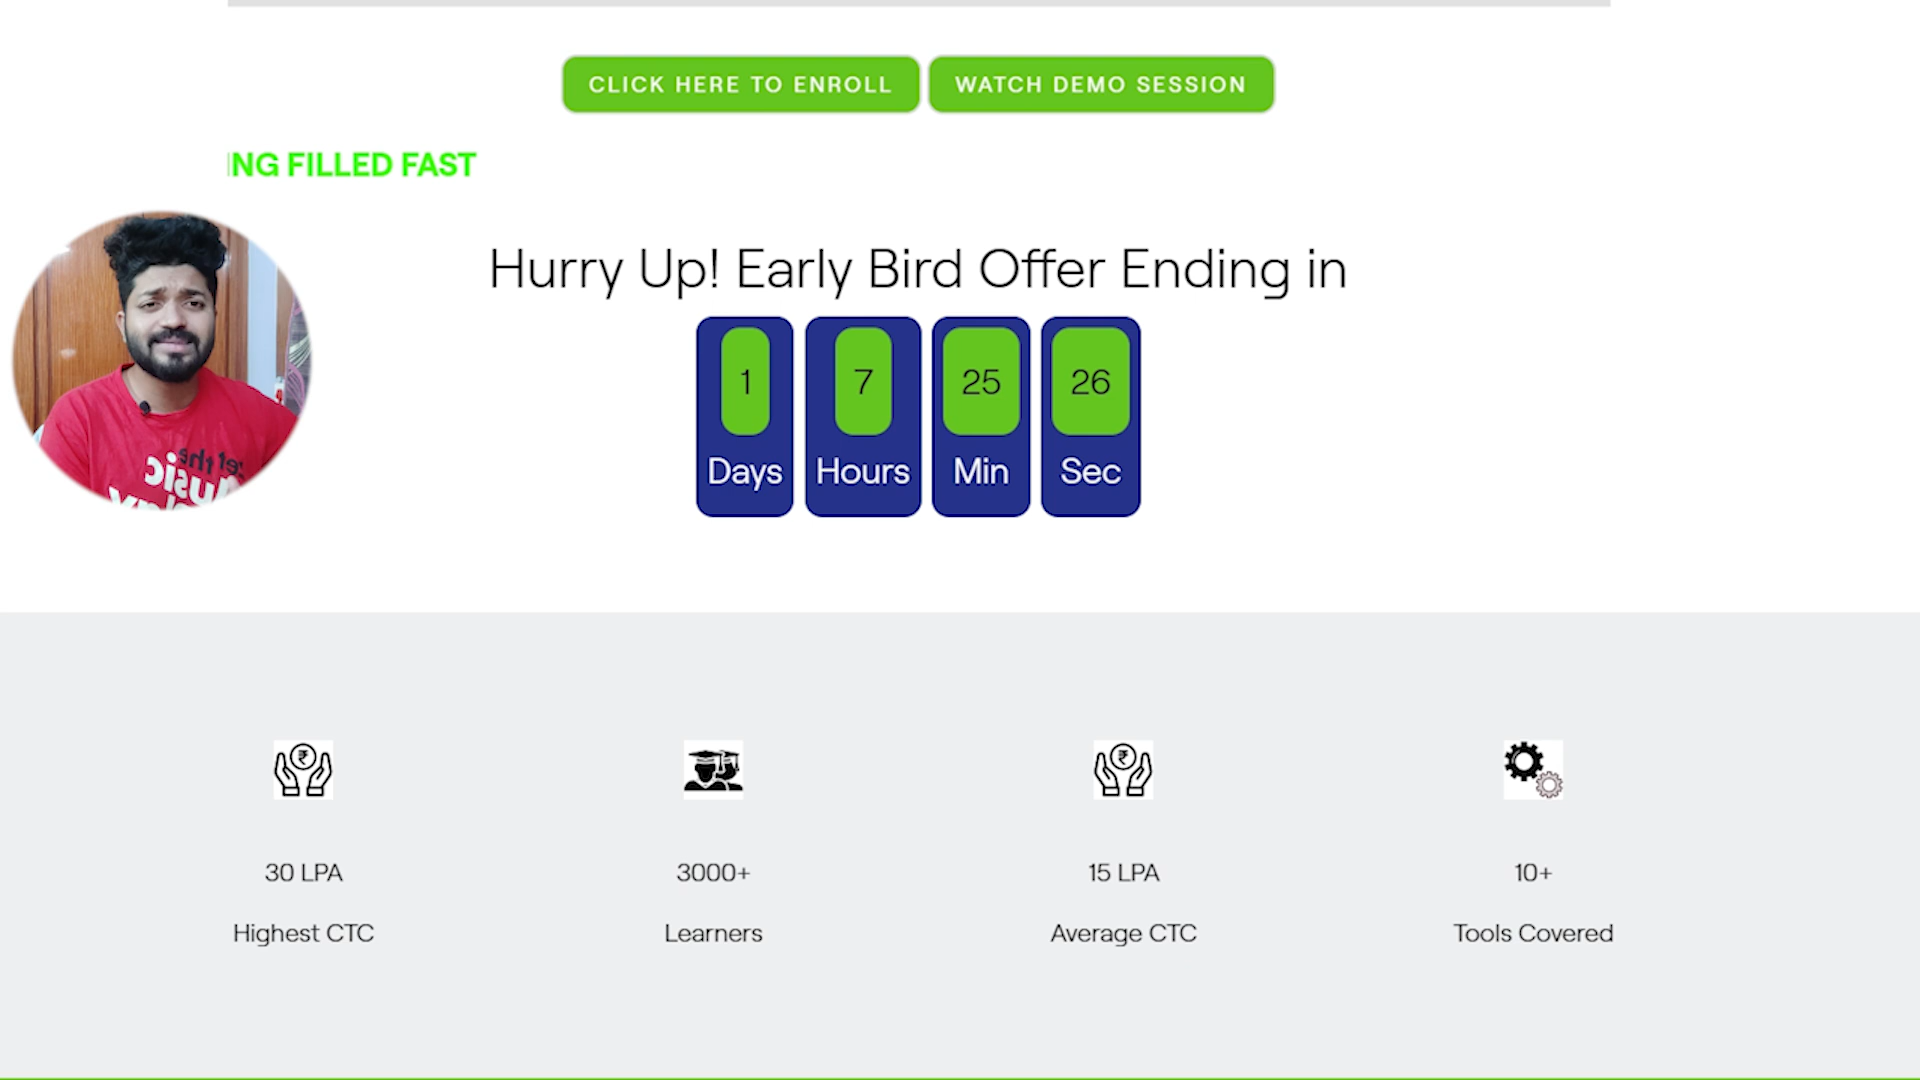 CLICK HERE TO ENROLL
WATCH DEMO SESSION
NG FILLED FAST
Hurry Up! Early Bird Offer Ending in
1 7 25 26
Days Hours Min Sec
30 LPA 3000+ 15 LPA 10+
Highest CTC Learners Average CTC Tools Covered